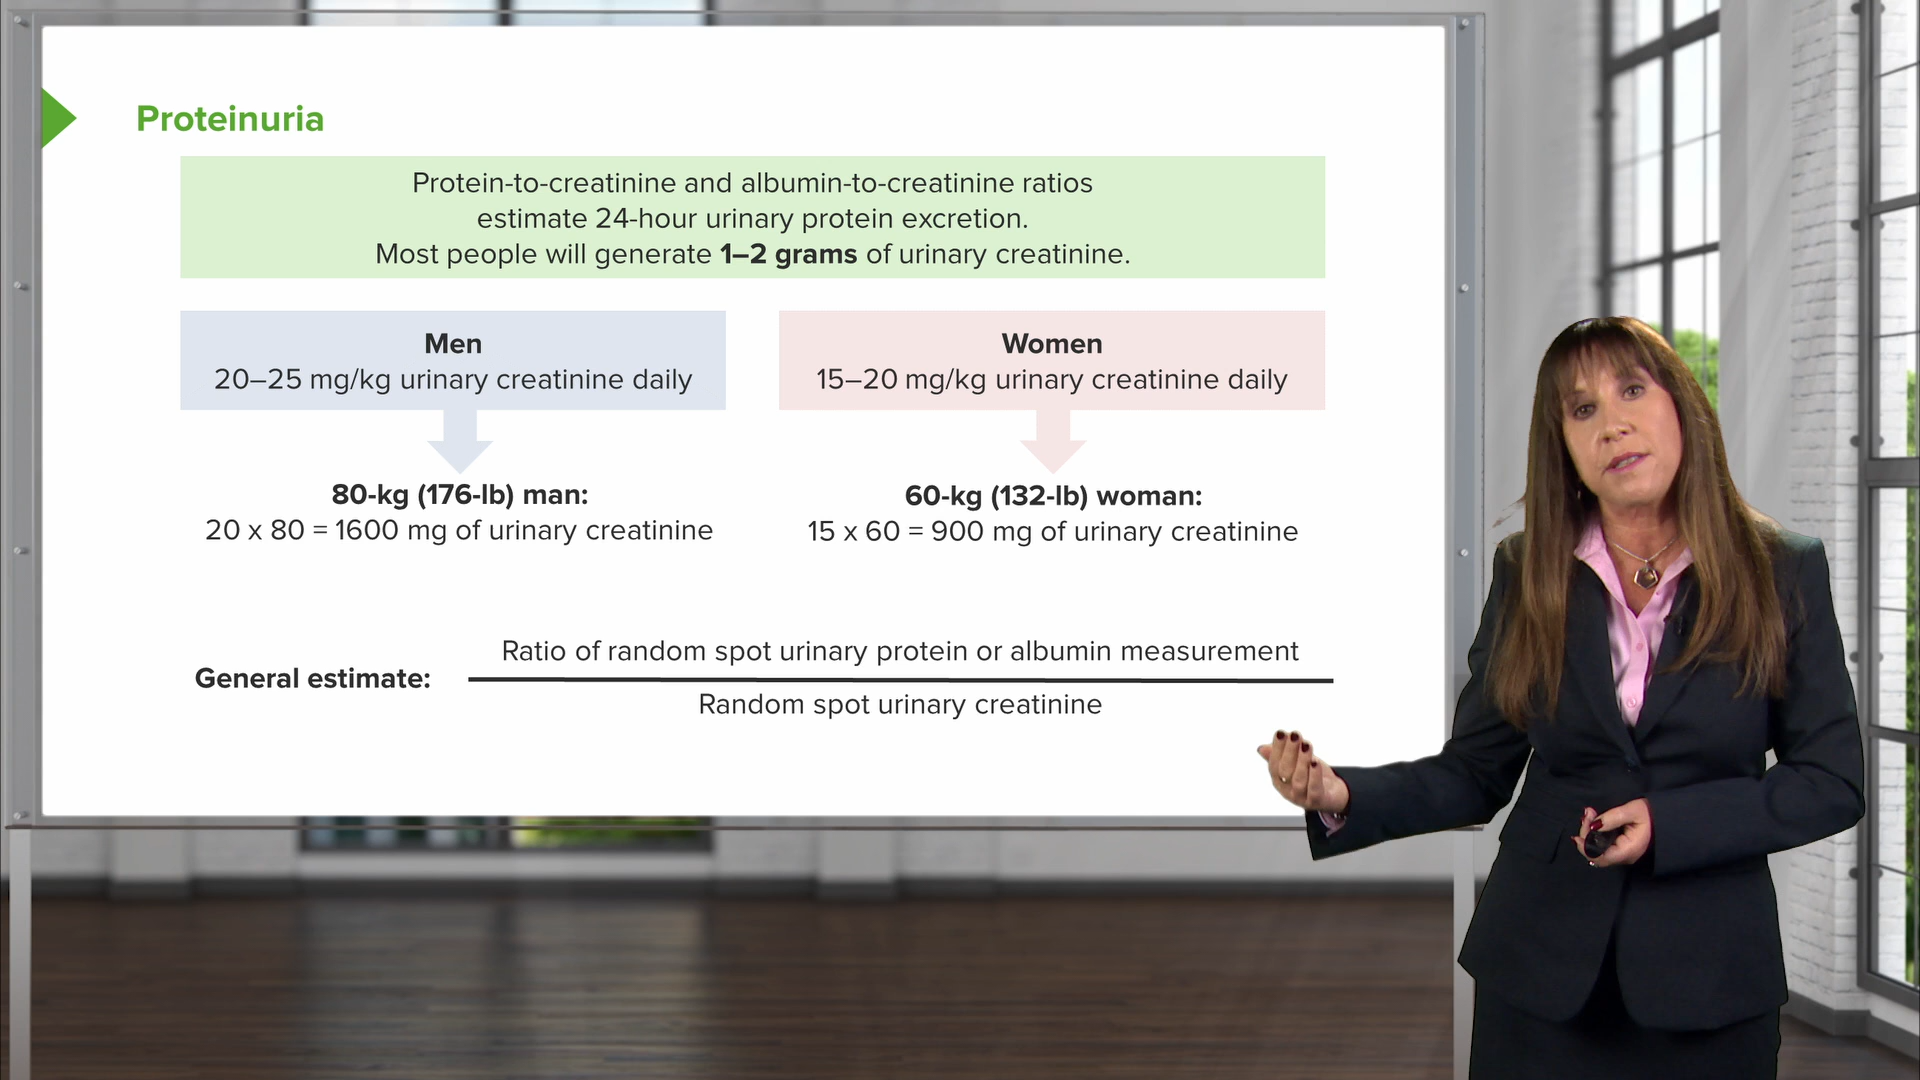 Proteinuria
Protein-to-creatinine and albumin-to-creatinine ratios
estimate 24-hour urinary protein excretion.
Most people will generate 1–2 grams of urinary creatinine.
Men
20–25 mg/kg urinary creatinine daily
Women
15–20 mg/kg urinary creatinine daily
80-kg (176-lb) man:
20 x 80 = 1600 mg of urinary creatinine
60-kg (132-lb) woman:
15 x 60 = 900 mg of urinary creatinine
General estimate:
Ratio of random spot urinary protein or albumin measurement
Random spot urinary creatinine